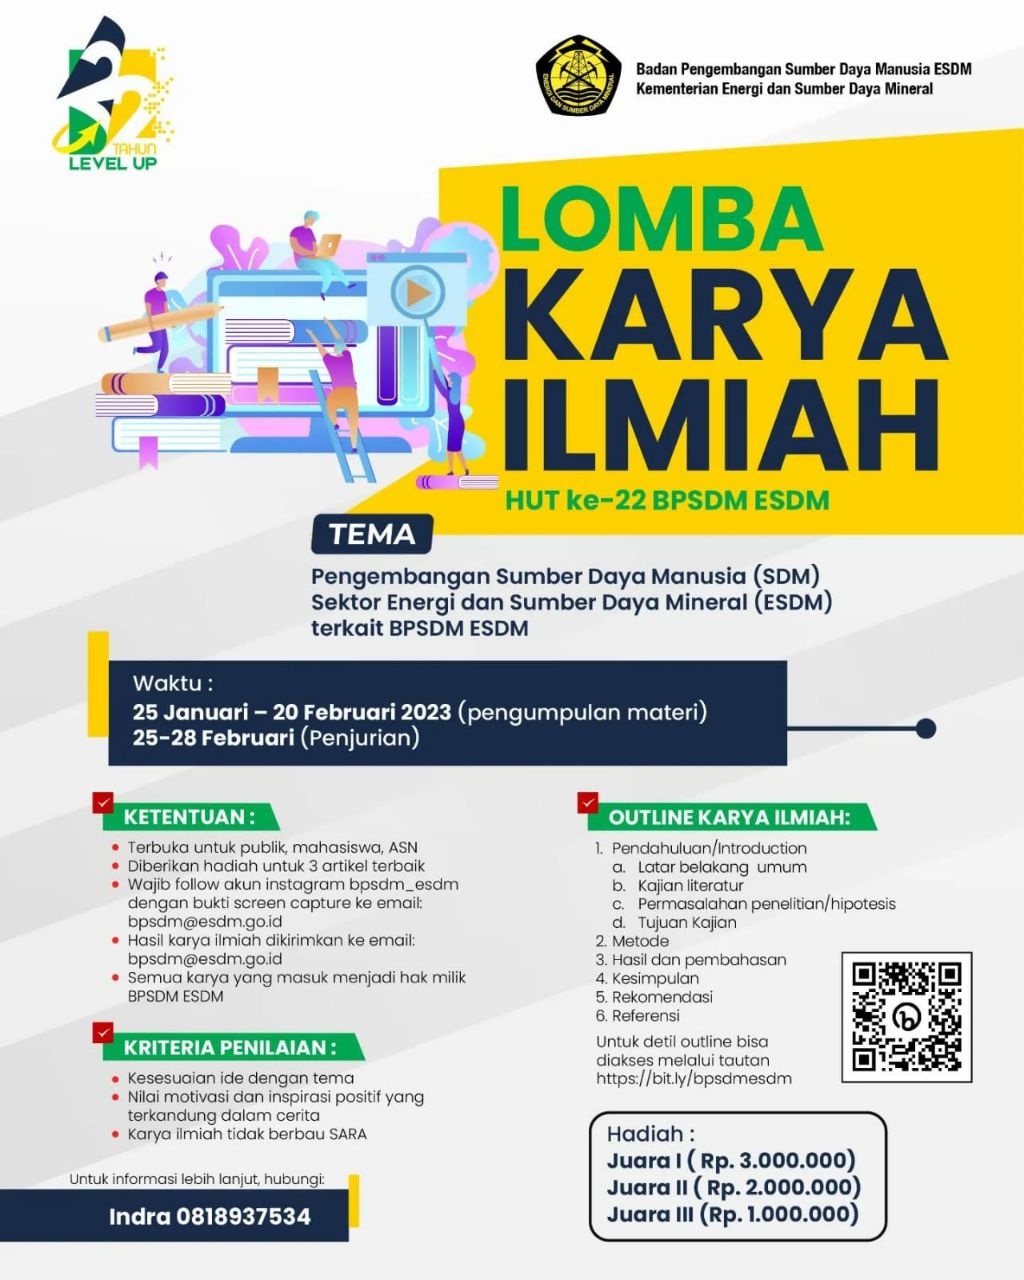 22
TAHUN
LEVEL UP
Badan Pengembangan Sumber Daya Manusia ESDM
Kementerian Energi dan Sumber Daya Mineral
ENERGI DAN SUMBER DAYA MINERAL
LOMBA
KARYA
ILMIAH
HUT ke-22 BPSDM ESDM
TEMA
Pengembangan Sumber Daya Manusia (SDM)
Sektor Energi dan Sumber Daya Mineral (ESDM)
terkait BPSDM ESDM
Waktu :
25 Januari – 20 Februari 2023 (pengumpulan materi)
25-28 Februari (Penjurian)
KETENTUAN :
• Terbuka untuk publik, mahasiswa, ASN
• Diberikan hadiah untuk 3 artikel terbaik
• Wajib follow akun instagram bpsdm_esdm
dengan bukti screen capture ke email:
bpsdm@esdm.go.id
• Hasil karya ilmiah dikirimkan ke email:
bpsdm@esdm.go.id
• Semua karya yang masuk menjadi hak milik
BPSDM ESDM
KRITERIA PENILAIAN :
• Kesesuaian ide dengan tema
• Nilai motivasi dan inspirasi positif yang
terkandung dalam cerita
• Karya ilmiah tidak berbau SARA
Untuk informasi lebih lanjut, hubungi:
Indra 0818937534
OUTLINE KARYA ILMIAH:
1. Pendahuluan/Introduction
a. Latar belakang umum
b. Kajian literatur
c. Permasalahan penelitian/hipotesis
d. Tujuan Kajian
2. Metode
3. Hasil dan pembahasan
4. Kesimpulan
5. Rekomendasi
6. Referensi
Untuk detil outline bisa
diakses melalui tautan
https://bit.ly/bpsdmesdm
b
Hadiah :
Juara I ( Rp. 3.000.000)
Juara II ( Rp. 2.000.000)
Juara III (Rp. 1.000.000)